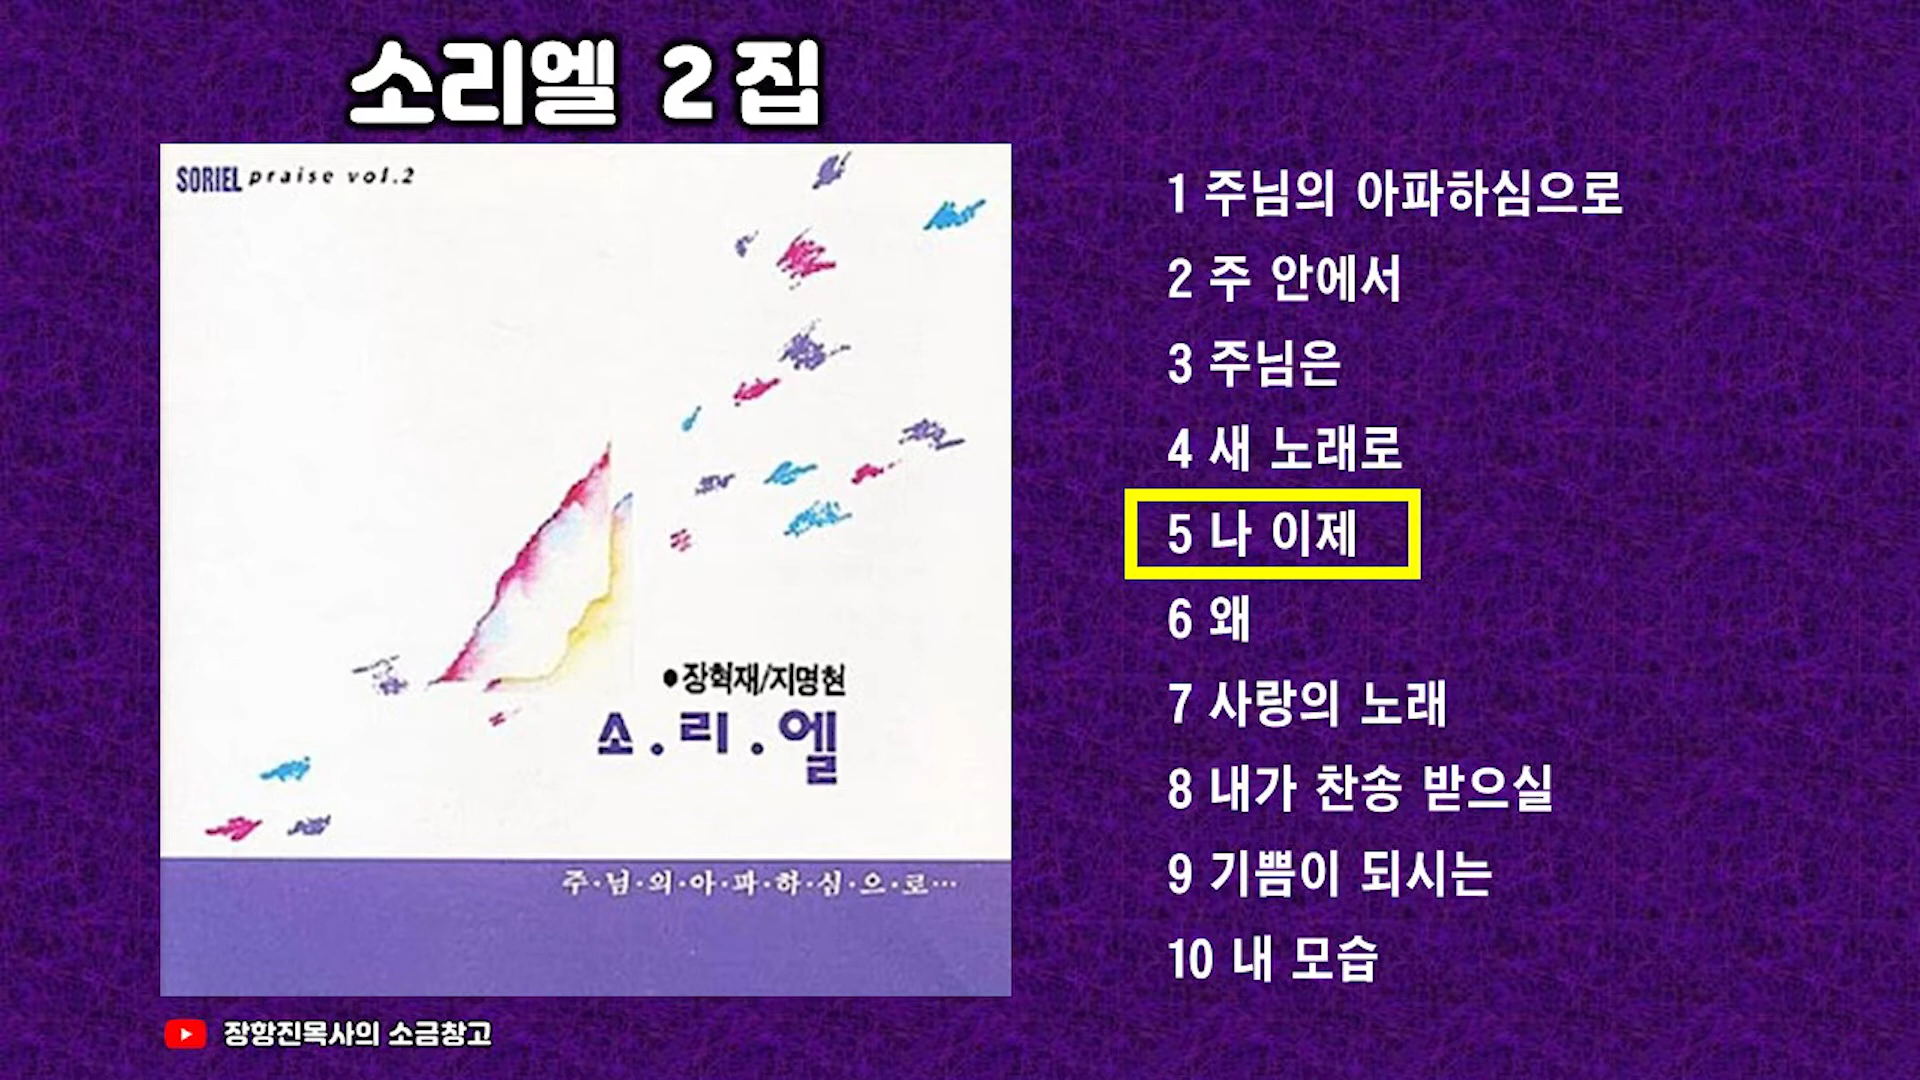 소리엘 2집
SORIEL praise vol.2
●장혁재/지명현
소.리.엘
주·님·의·아·파·하·심·으·로···
1 주님의 아파하심으로
2 주 안에서
3 주님은
4 새 노래로
5 나 이제
6 왜
7 사랑의 노래
8 내가 찬송 받으실
9 기쁨이 되시는
10 내 모습
장항진목사의 소금창고